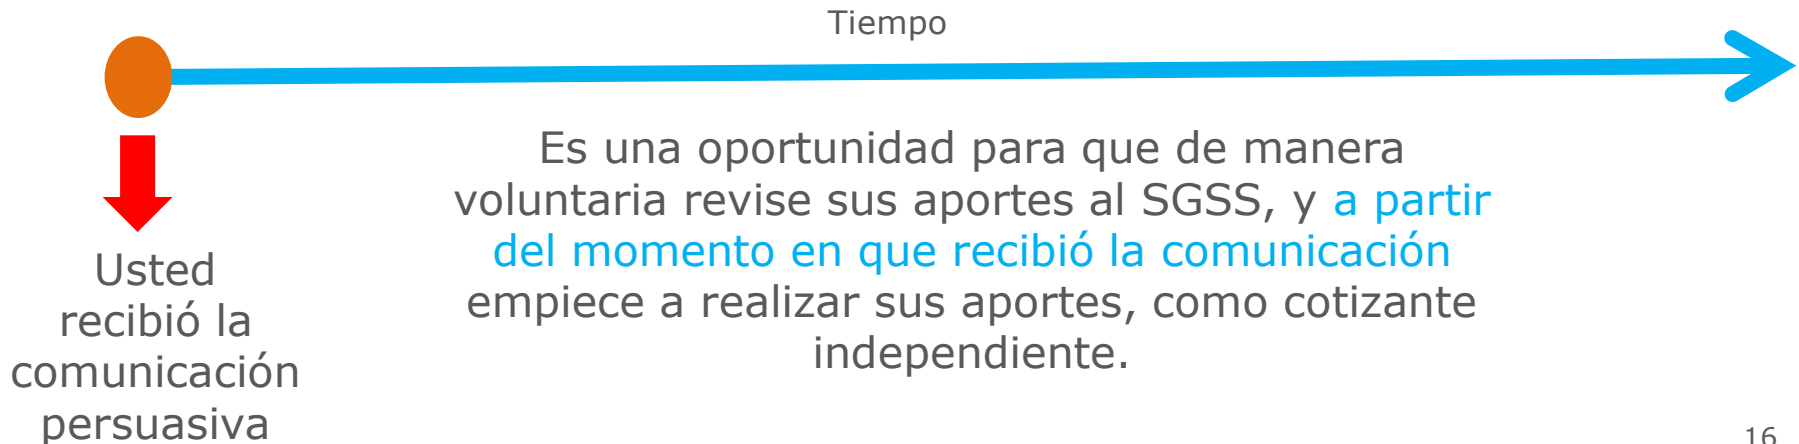 Tiempo
Es una oportunidad para que de manera
voluntaria revise sus aportes al SGSS, y a partir
del momento en que recibió la comunicación
empiece a realizar sus aportes, como cotizante
independiente.
Usted
recibió la
comunicación
persuasiva
16